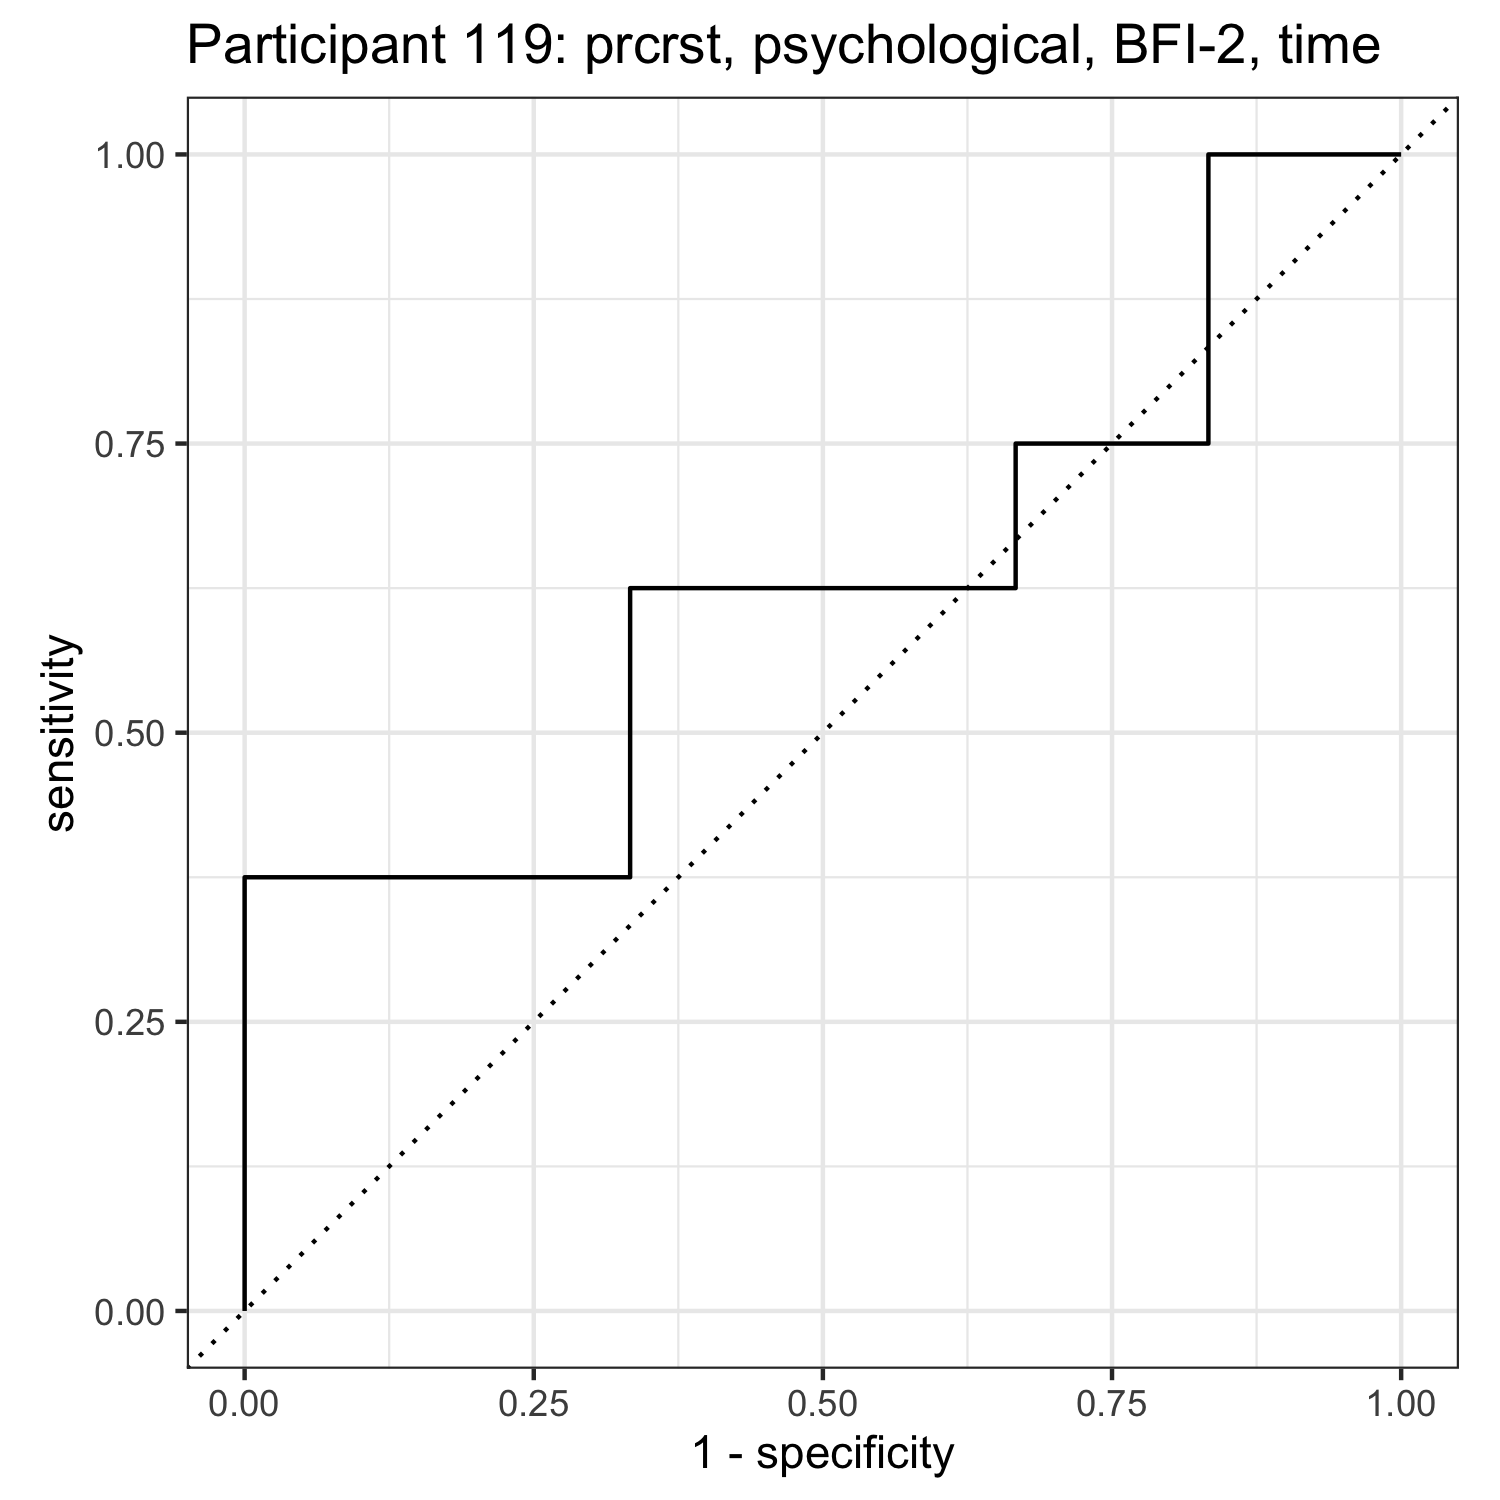 Participant 119: prcrst, psychological, BFI-2, time
sensitivity
1.00
0.75
0.50
0.25
0.00
0.00 0.25 0.50 0.75 1.00
1 - specificity